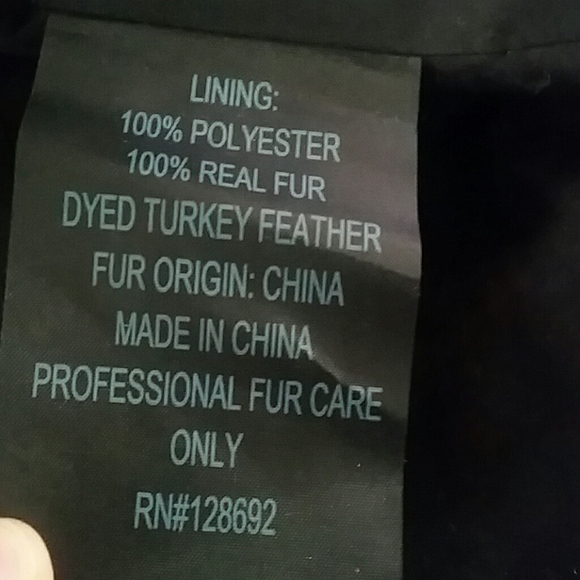 LINING:
100% POLYESTER
100% REAL FUR
DYED TURKEY FEATHER
FUR ORIGIN: CHINA
MADE IN CHINA
PROFESSIONAL FUR CARE
ONLY
RN#128692